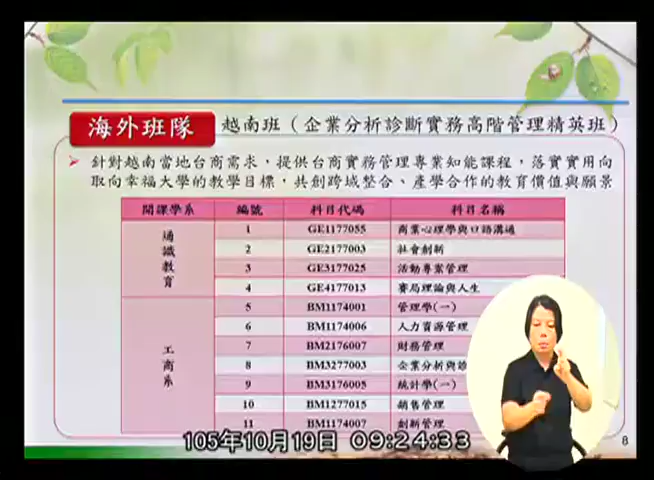 海外班隊
越南班（企業分析診斷實務高階管理精英班）
➤ 針對越南當地台商需求，提供台商實務管理專業知能課程，落實實用向
取向幸福大學的教學目標，共創跨域整合、產學合作的教育價值與願景
開課學系 編號 科目代碼 科目名稱
通識教育
1 GE1177055 商業心理學與口語溝通
2 GE2177003 社會創新
3 GE3177025 活動專案管理
4 GE4177013 賽局理論與人生
工商系
5 BM1174001 管理學(一)
6 BM1174006 人力資源管理
7 BM2176007 財務管理
8 BM3277003 企業分析與診
9 BM3176005 統計學(一)
10 BM1277015 銷售管理
11 BM1174007 創新管理
105年10月19日 09:24:33
8